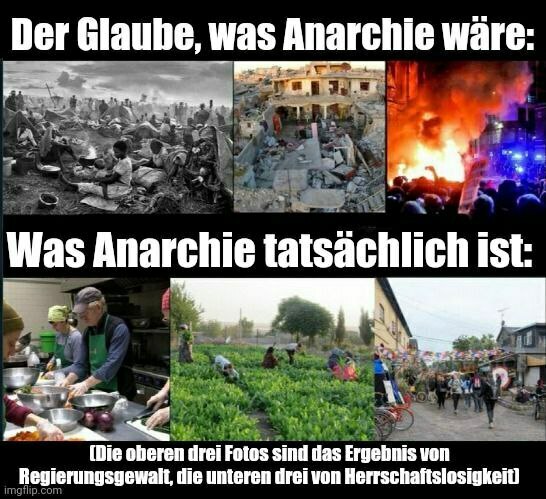 Der Glaube, was Anarchie wäre:
Was Anarchie tatsächlich ist:
(Die oberen drei Fotos sind das Ergebnis von
Regierungsgewalt, die unteren drei von Herrschaftslosigkeit)
imgflip.com